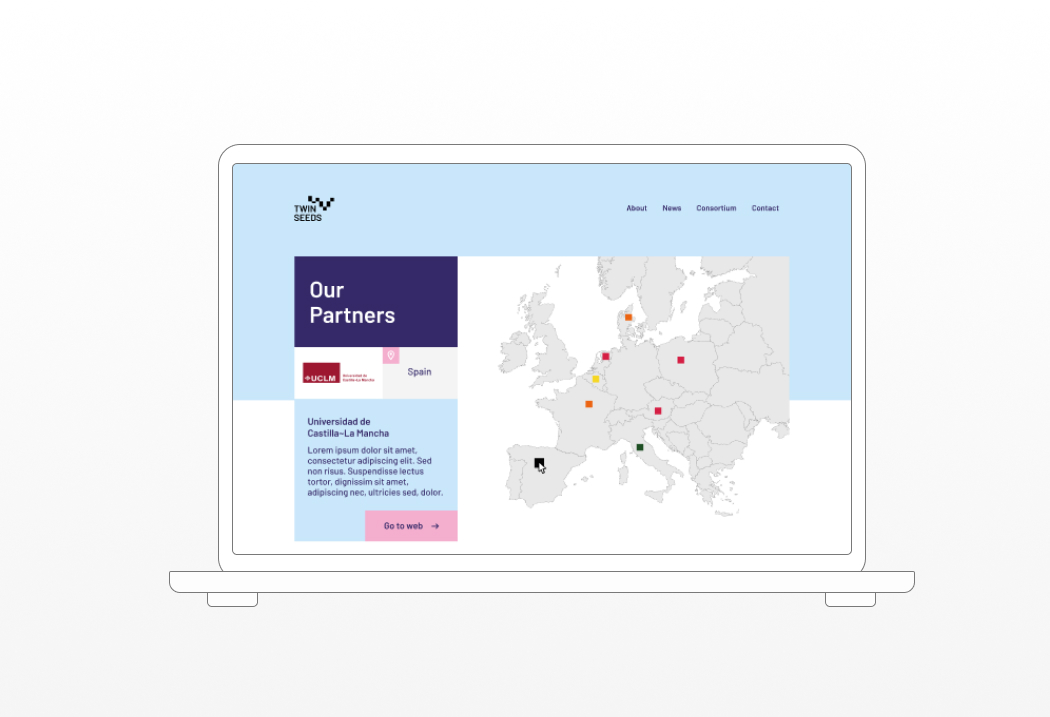 TWIN
SEEDS
About News Consortium Contact
Our
Partners
UCLM
Universidad de
Castilla-La Mancha
Spain
Universidad de
Castilla–La Mancha
Lorem ipsum dolor sit amet,
consectetur adipiscing elit. Sed
non risus. Suspendisse lectus
tortor, dignissim sit amet,
adipiscing nec, ultricies sed, dolor.
Go to web →